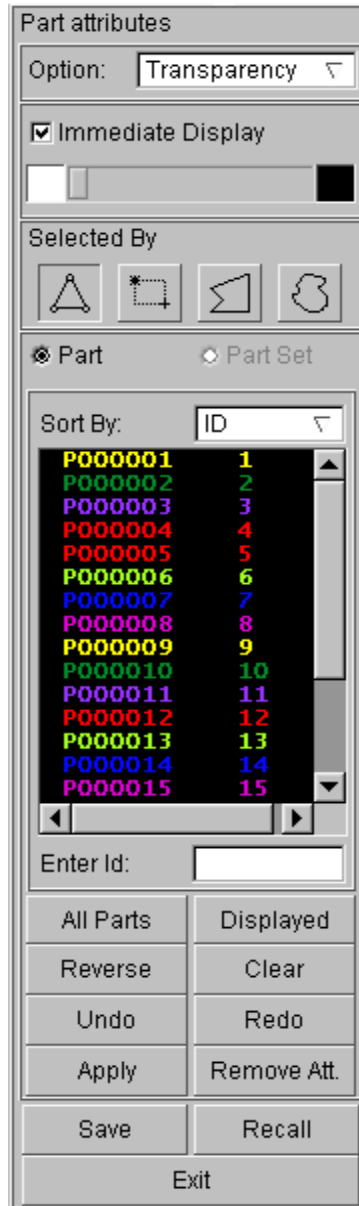 Part attributes
Option: Transparency
Immediate Display
Selected By
Part Part Set
Sort By: ID
P000001 1
P000002 2
P000003 3
P000004 4
P000005 5
P000006 6
P000007 7
P000008 8
P000009 9
P000010 10
P000011 11
P000012 12
P000013 13
P000014 14
P000015 15
Enter Id:
All Parts Displayed
Reverse Clear
Undo Redo
Apply Remove Att.
Save Recall
Exit